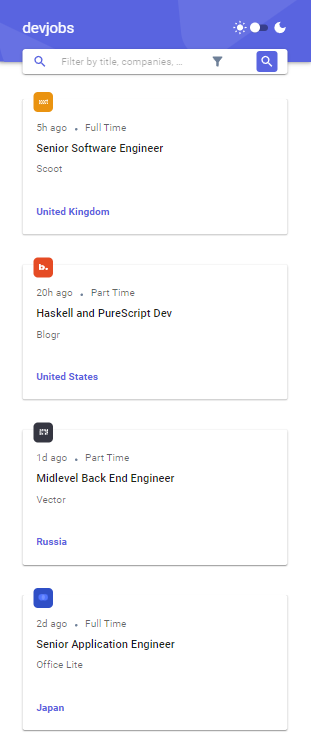 devjobs
Filter by title, companies, ...
5h ago • Full Time
Senior Software Engineer
Scoot
United Kingdom
20h ago • Part Time
Haskell and PureScript Dev
Blogr
United States
1d ago • Part Time
Midlevel Back End Engineer
Vector
Russia
2d ago • Full Time
Senior Application Engineer
Office Lite
Japan